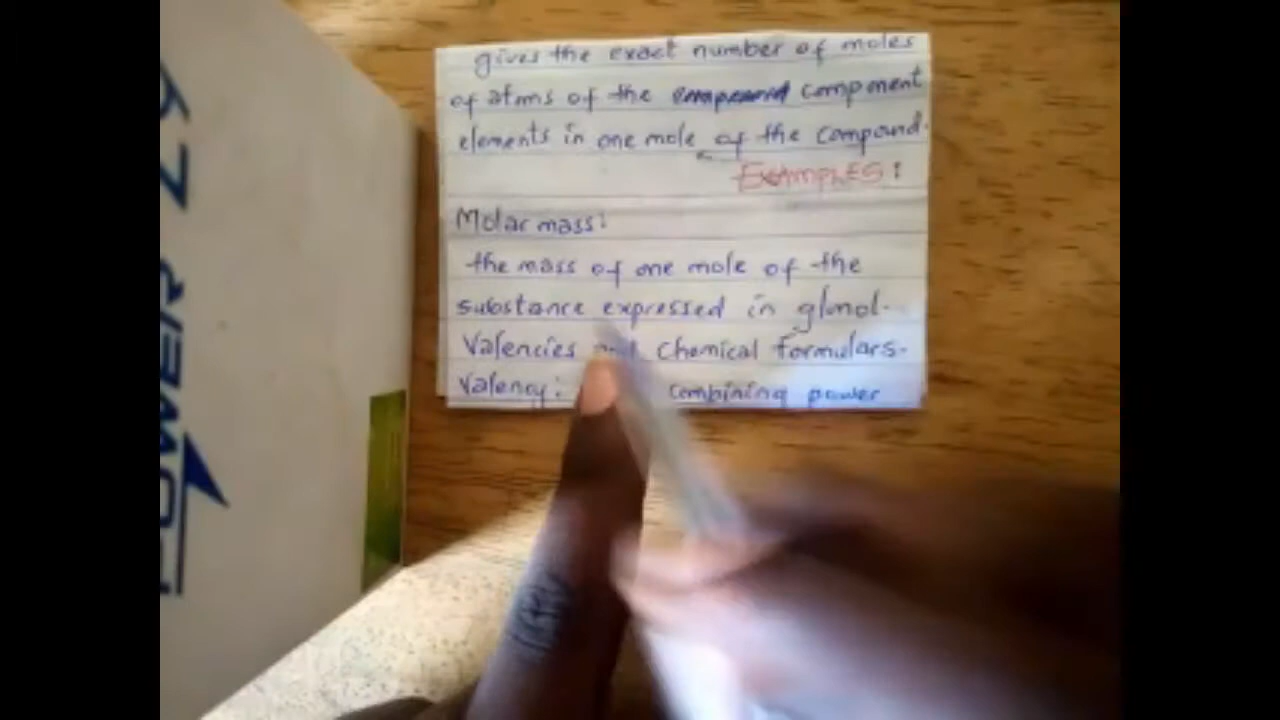 gives the exact number of moles
of atms of the component
elements in one mole of the compound.
EXAMPLES:
Molar mass:
the mass of one mole of the
substance expressed in g/mol.
Valencies and chemical formulars.
Valency: combining power
POWER